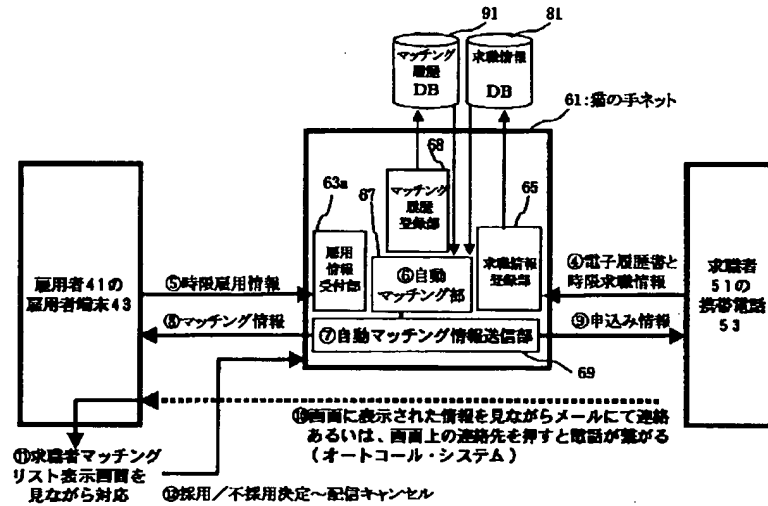 91
81
マッチング
履歴
DB
求職情報
DB
61:猫の手ネット
68
63a
67
65
マッチング
履歴
登録部
雇用
情報
受付部
⑥自動
マッチング部
求職情報
登録部
雇用者41の
雇用者端末43
⑤時限雇用情報
④電子履歴書と
時限求職情報
求職者
51の
携帯電話
53
⑧マッチング情報
⑦自動マッチング情報送信部
⑨申込み情報
69
⑩画面に表示された情報を見ながらメールにて連絡
あるいは、画面上の連絡先を押すと電話が繋がる
(オートコール・システム)
⑪求職者マッチング
リスト表示画面を
見ながら対応
⑫採用/不採用決定~配信キャンセル